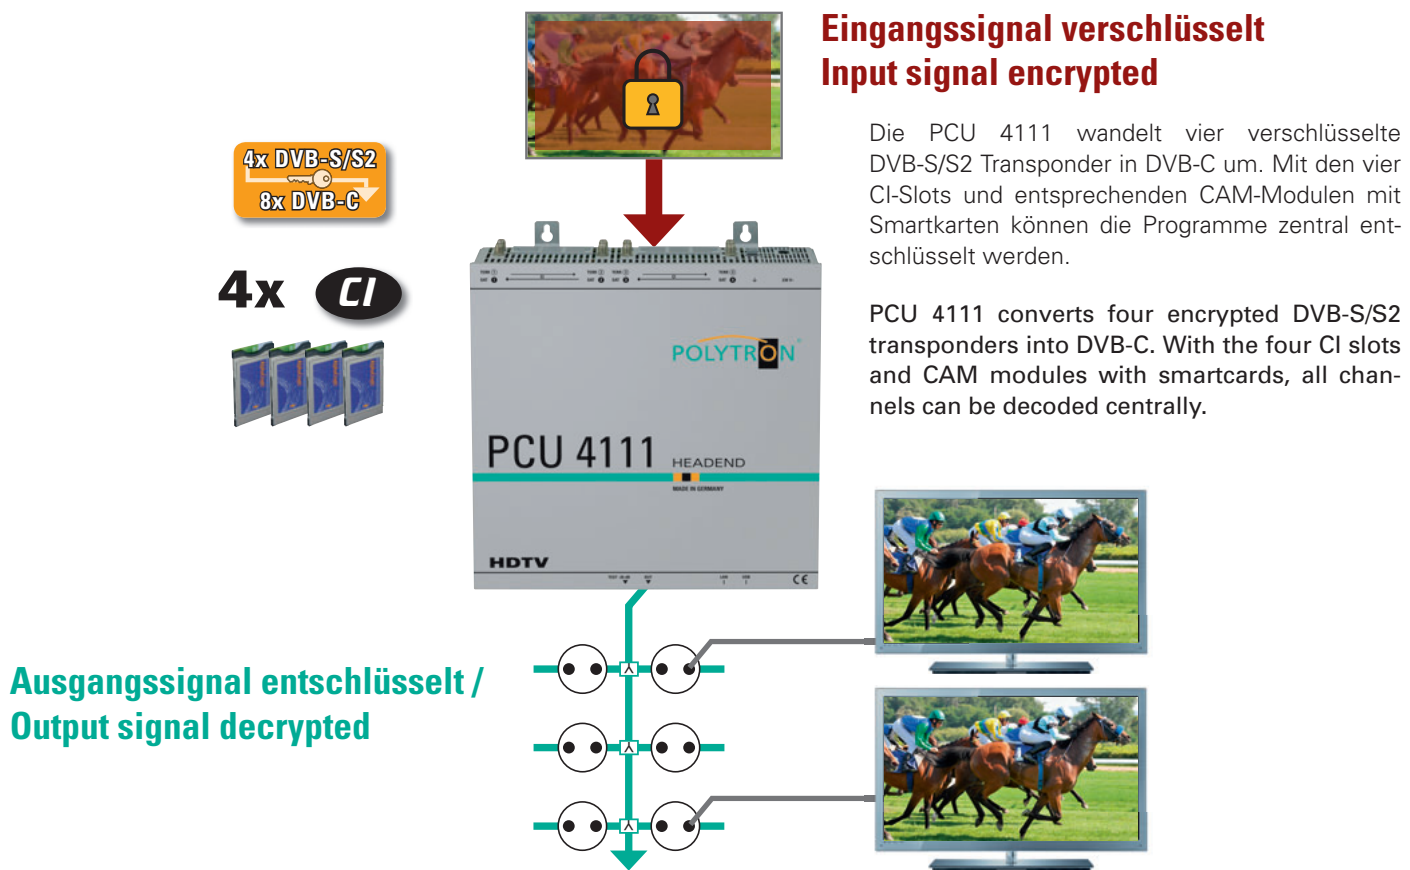 Eingangssignal verschlüsselt
Input signal encrypted
Die PCU 4111 wandelt vier verschlüsselte
DVB-S/S2 Transponder in DVB-C um. Mit den vier
CI-Slots und entsprechenden CAM-Modulen mit
Smartkarten können die Programme zentral ent-
schlüsselt werden.
PCU 4111 converts four encrypted DVB-S/S2
transponders into DVB-C. With the four CI slots
and CAM modules with smartcards, all chan-
nels can be decoded centrally.
4x DVB-S/S2
8x DVB-C
4x CI
POLYTRON
PCU 4111 HEADEND
MADE IN GERMANY
HDTV
CE
Ausgangssignal entschlüsselt /
Output signal decrypted